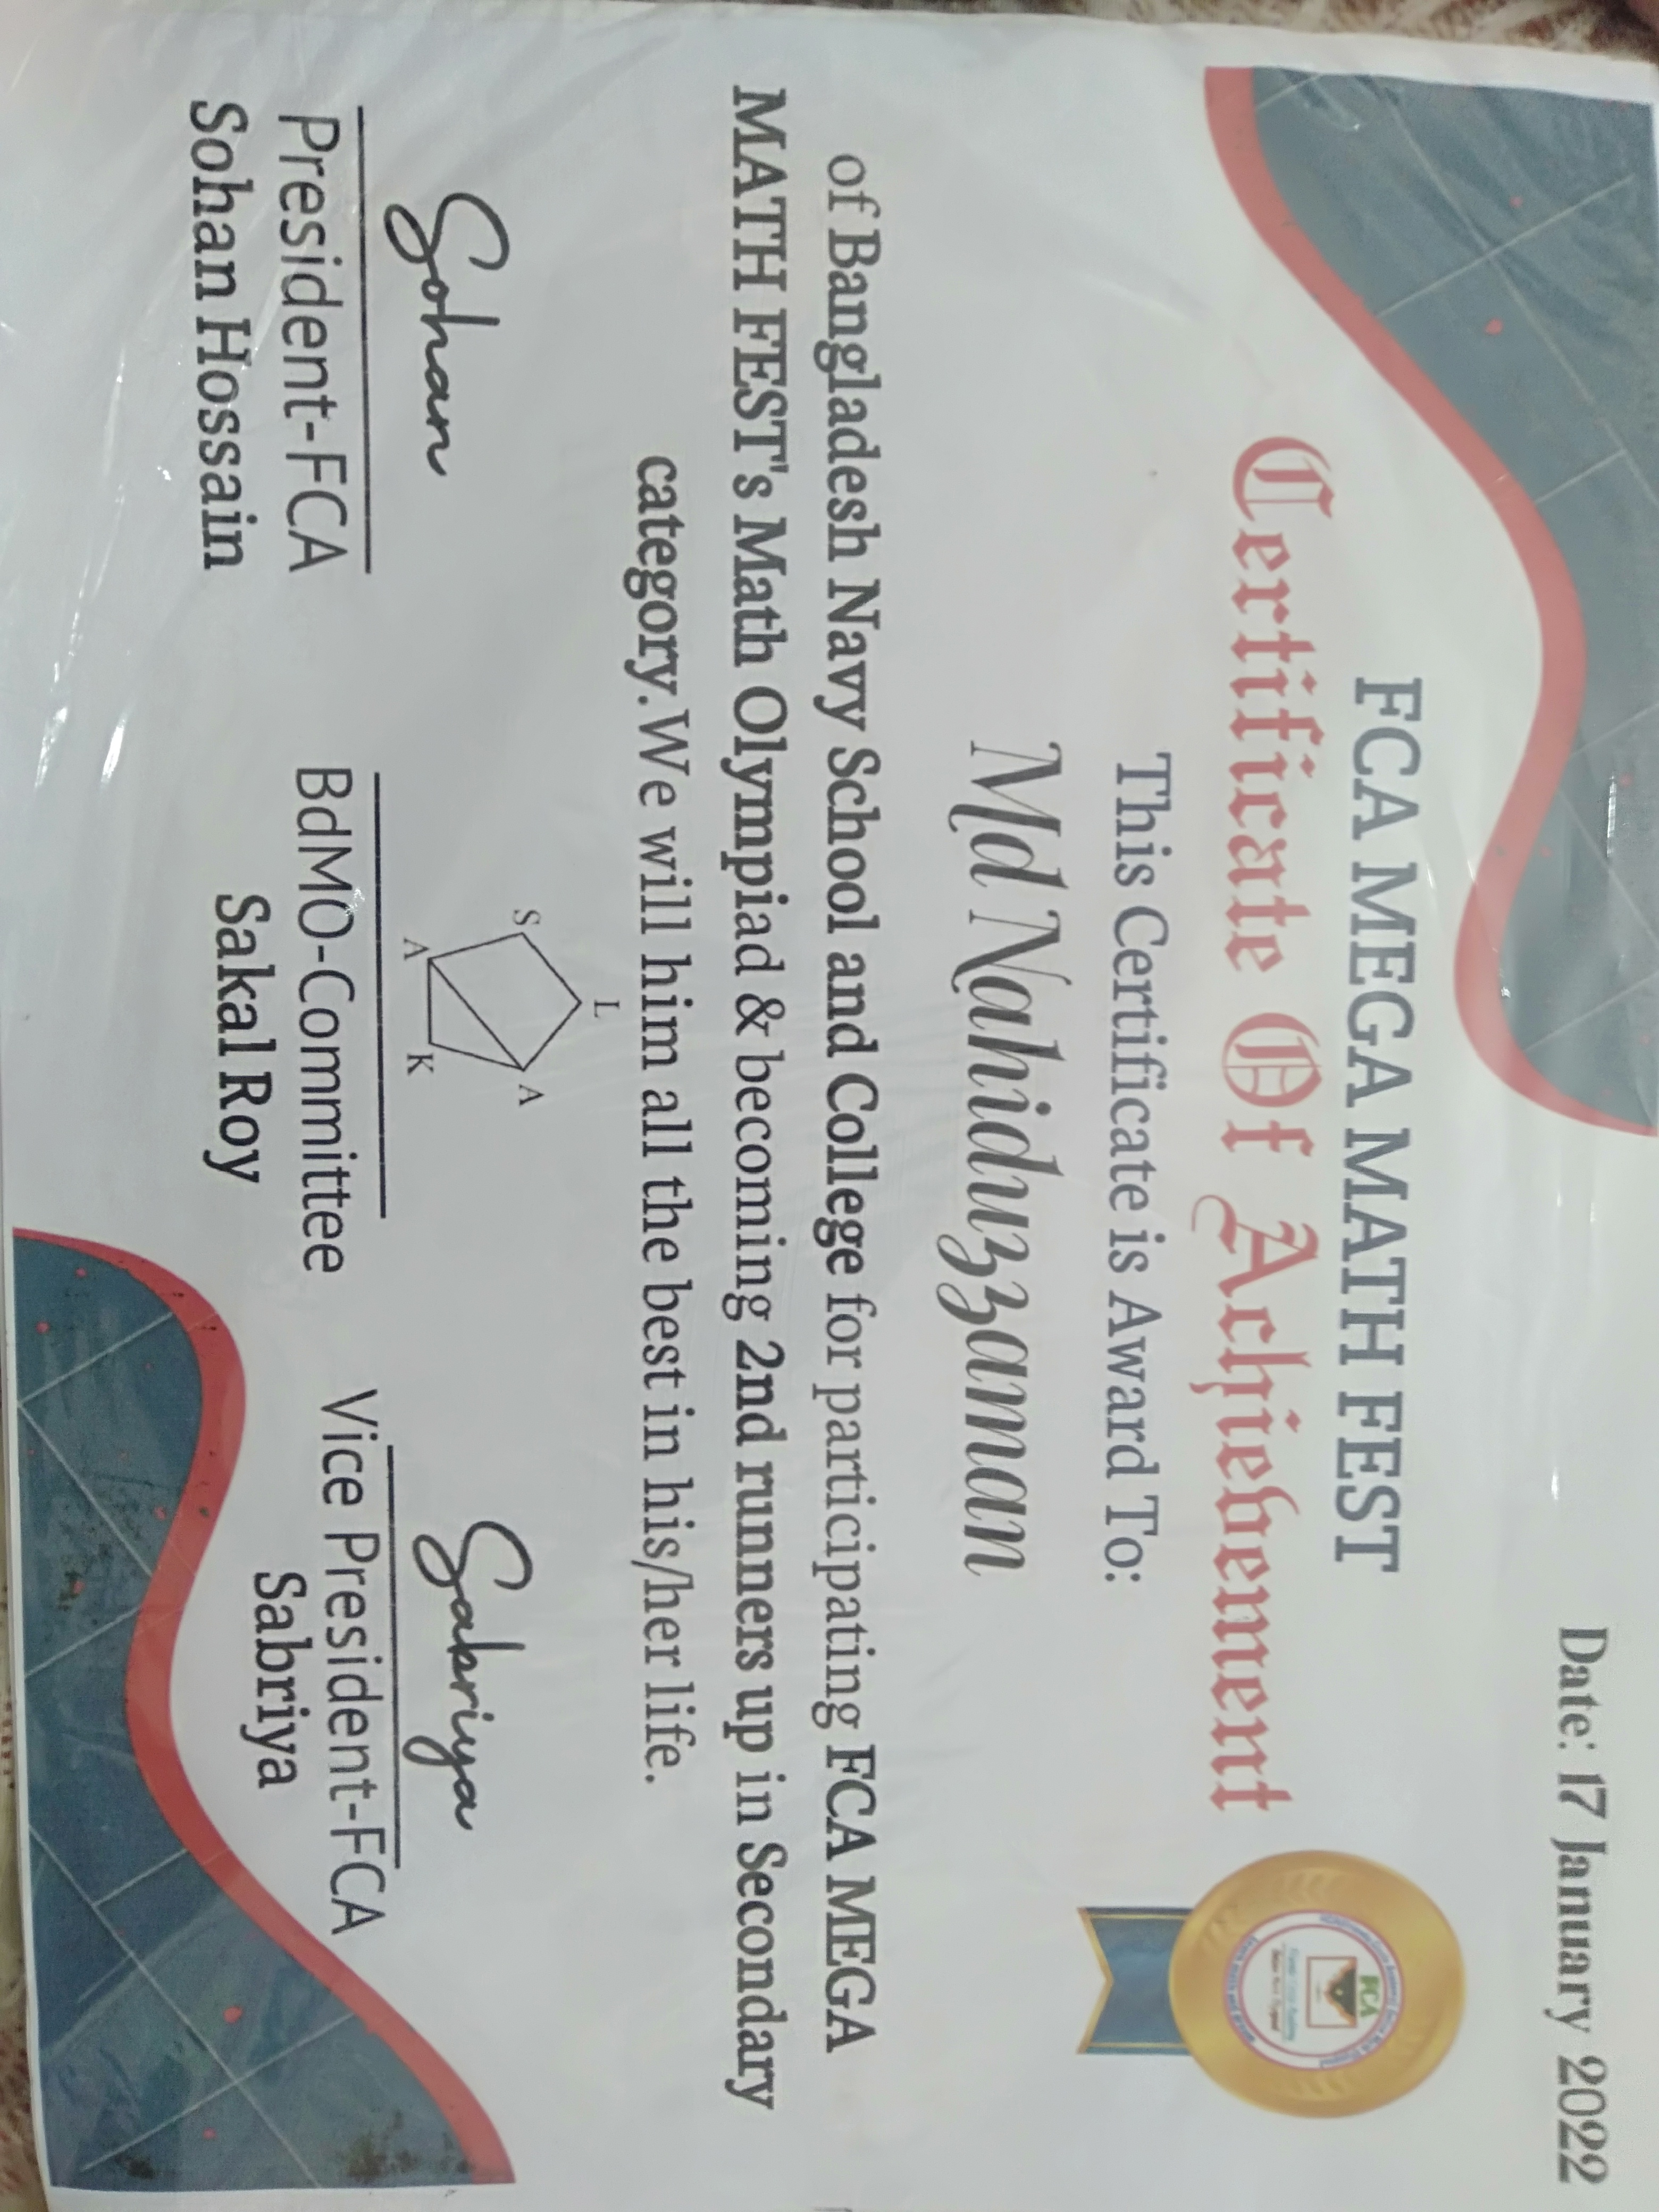 Date: 17 January 2022
FCA
FCA MEGA MATH FEST
Certificate Of Achievement
This Certificate is Award To:
Md Nahiduzzaman
of Bangladesh Navy School and College for participating FCA MEGA
MATH FEST's Math Olympiad & becoming 2nd runners up in Secondary
category.We will him all the best in his/her life.
L
S
A
A
K
Sohan
Sabriya
President-FCA
Sohan Hossain
BdMO-Committee
Sakal Roy
Vice President-FCA
Sabriya